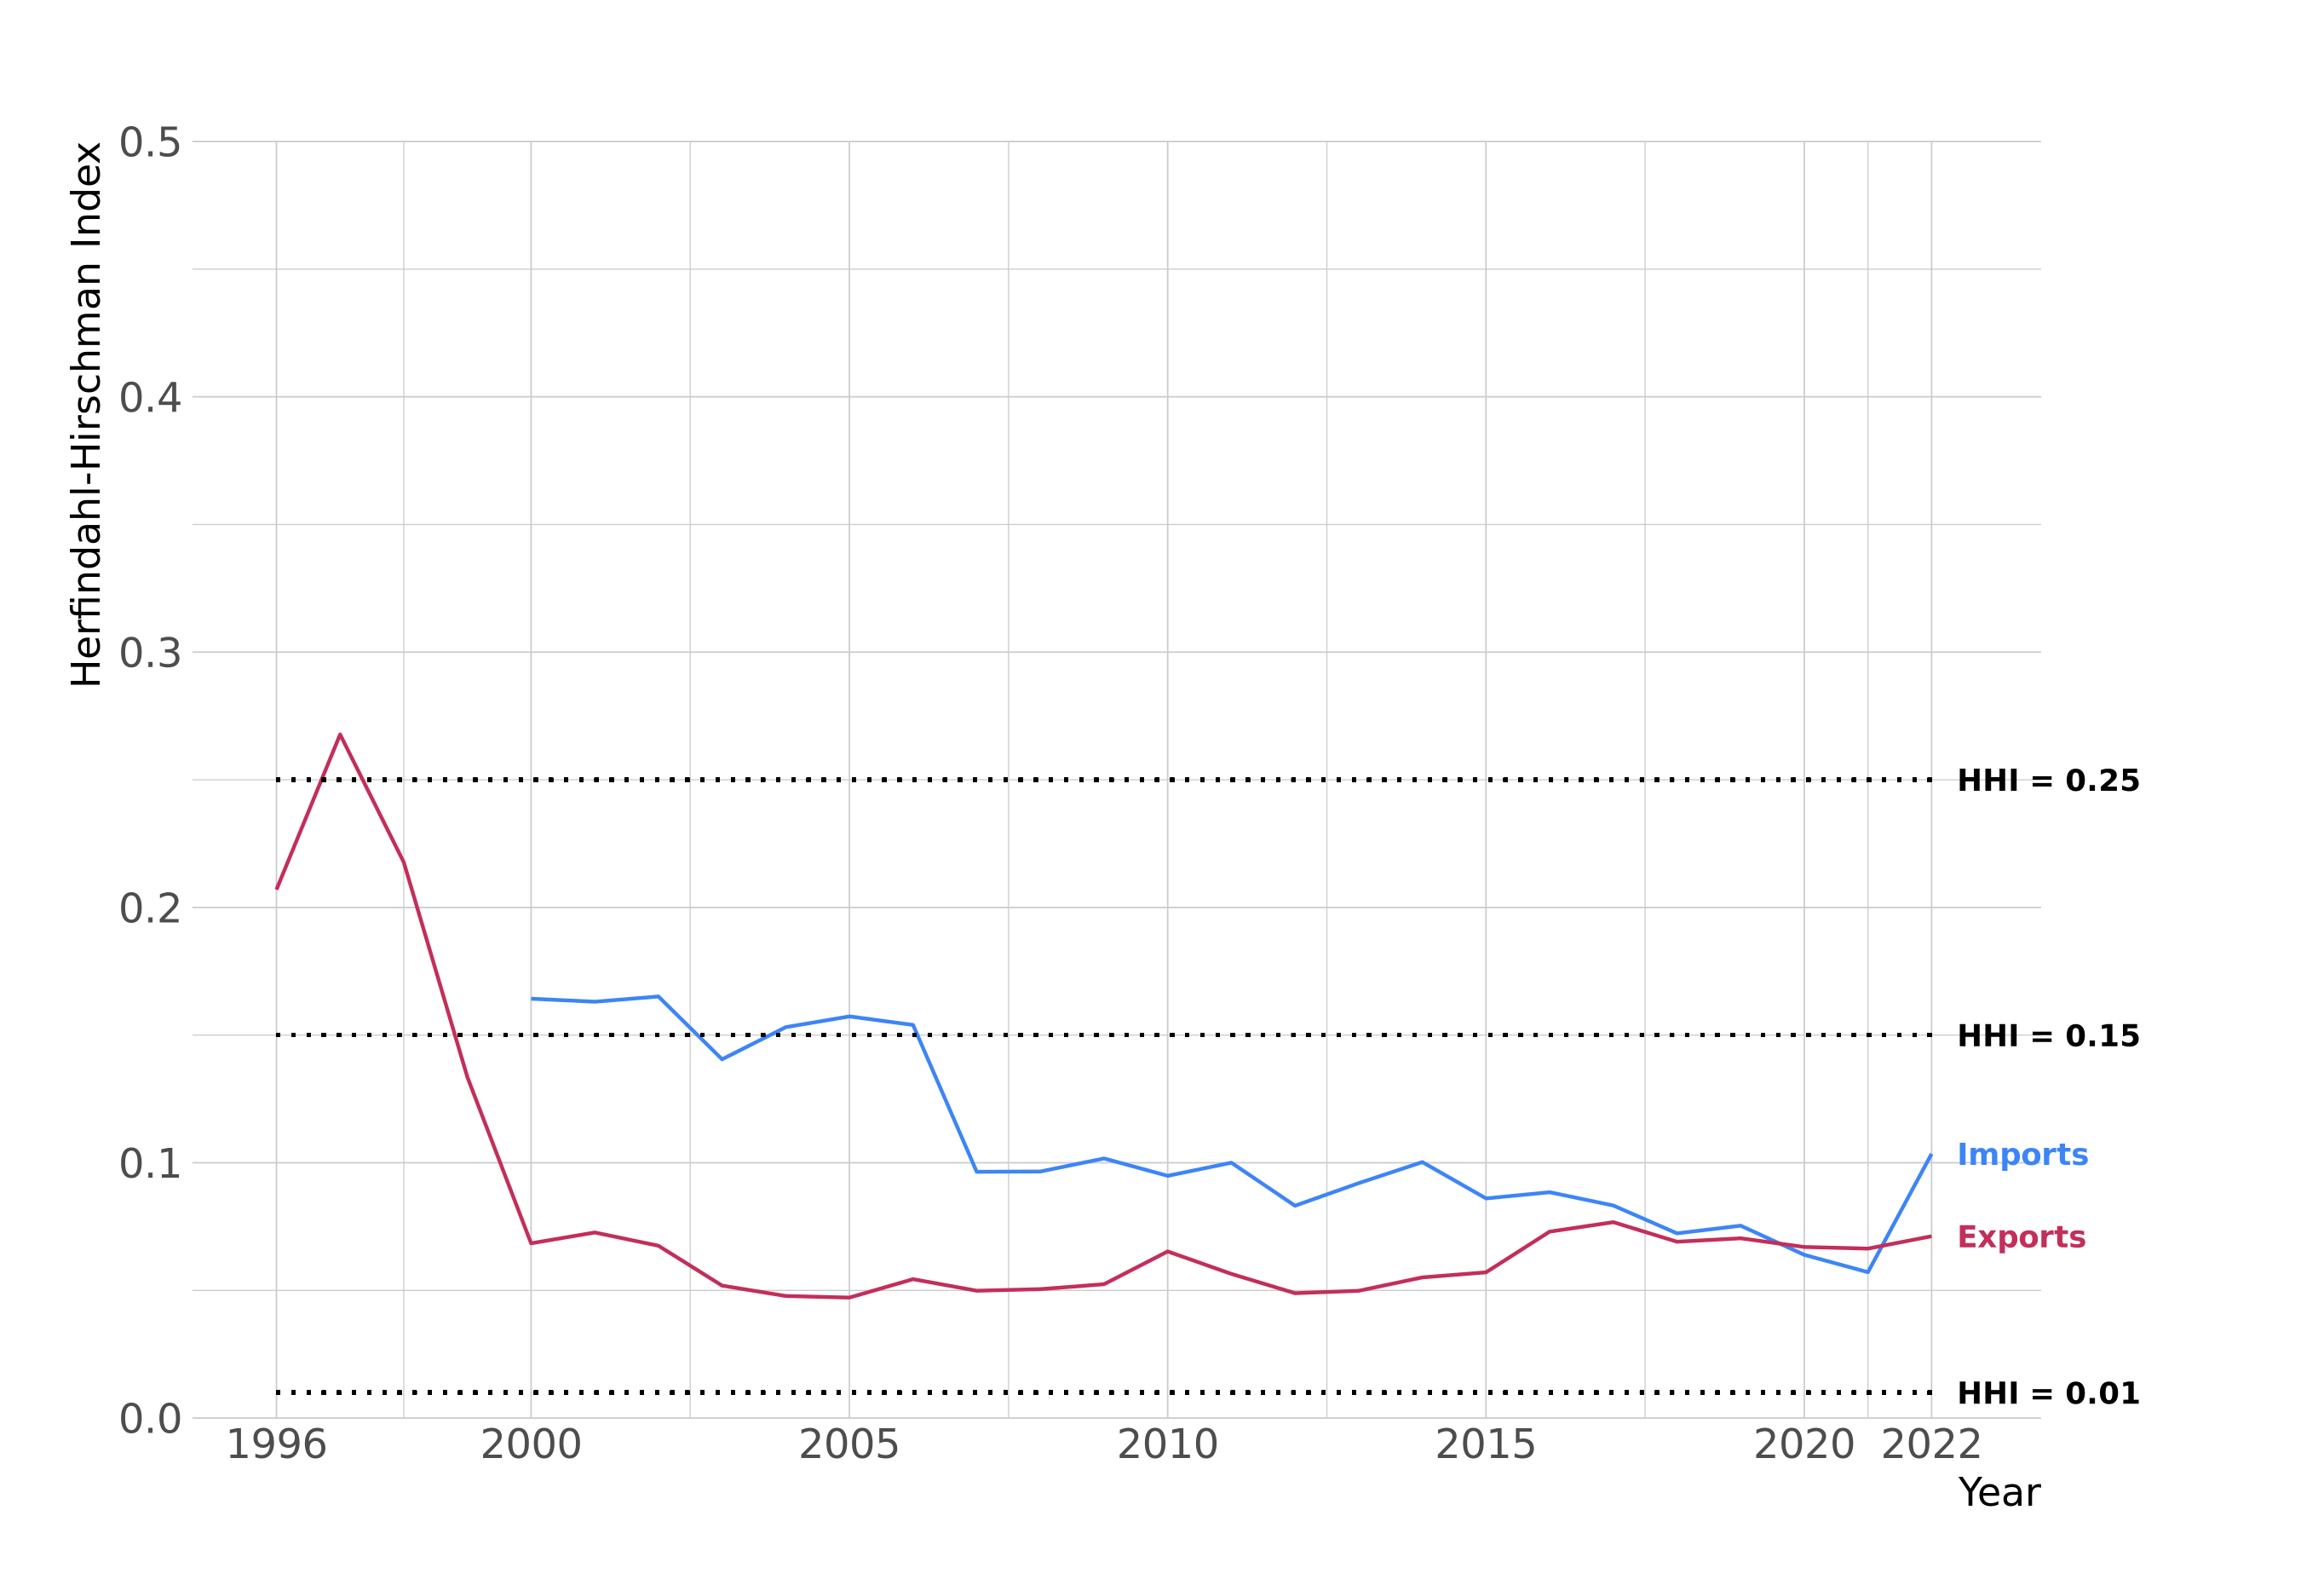 Herfindahl-Hirschman Index
0.5
0.4
0.3
0.2
0.1
0.0
HHI = 0.25
HHI = 0.15
Imports
Exports
HHI = 0.01
1996 2000 2005 2010 2015 2020 2022
Year